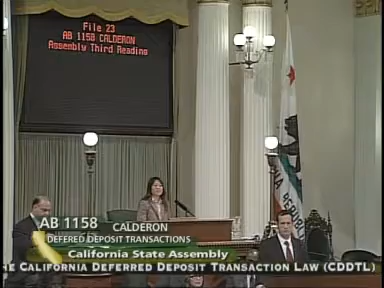 File 23
AB 1158 CALDERON
Assembly Third Reading
AB 1158 CALDERON
DEFERED DEPOSIT TRANSACTIONS
California State Assembly
HE CALIFORNIA DEFERRED DEPOSIT TRANSACTION LAW (CDDTL)